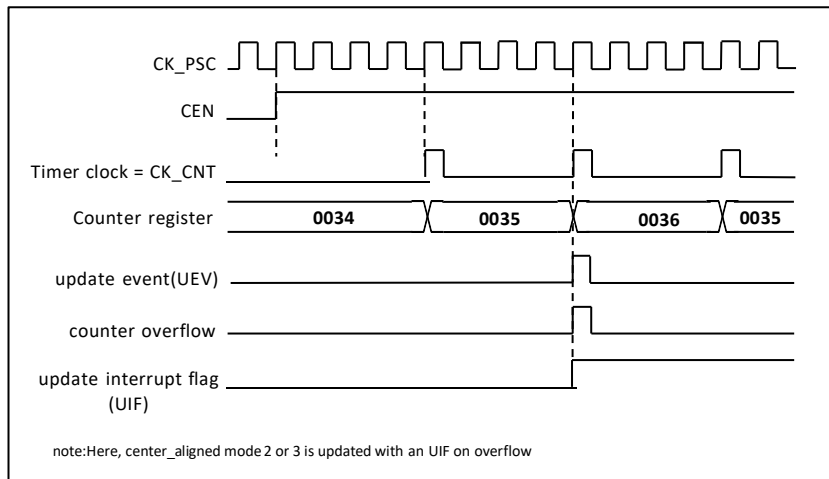 CK_PSC
CEN
Timer clock = CK_CNT
Counter register
0034
0035
0036
0035
update event(UEV)
counter overflow
update interrupt flag
(UIF)
note:Here, center_aligned mode 2 or 3 is updated with an UIF on overflow